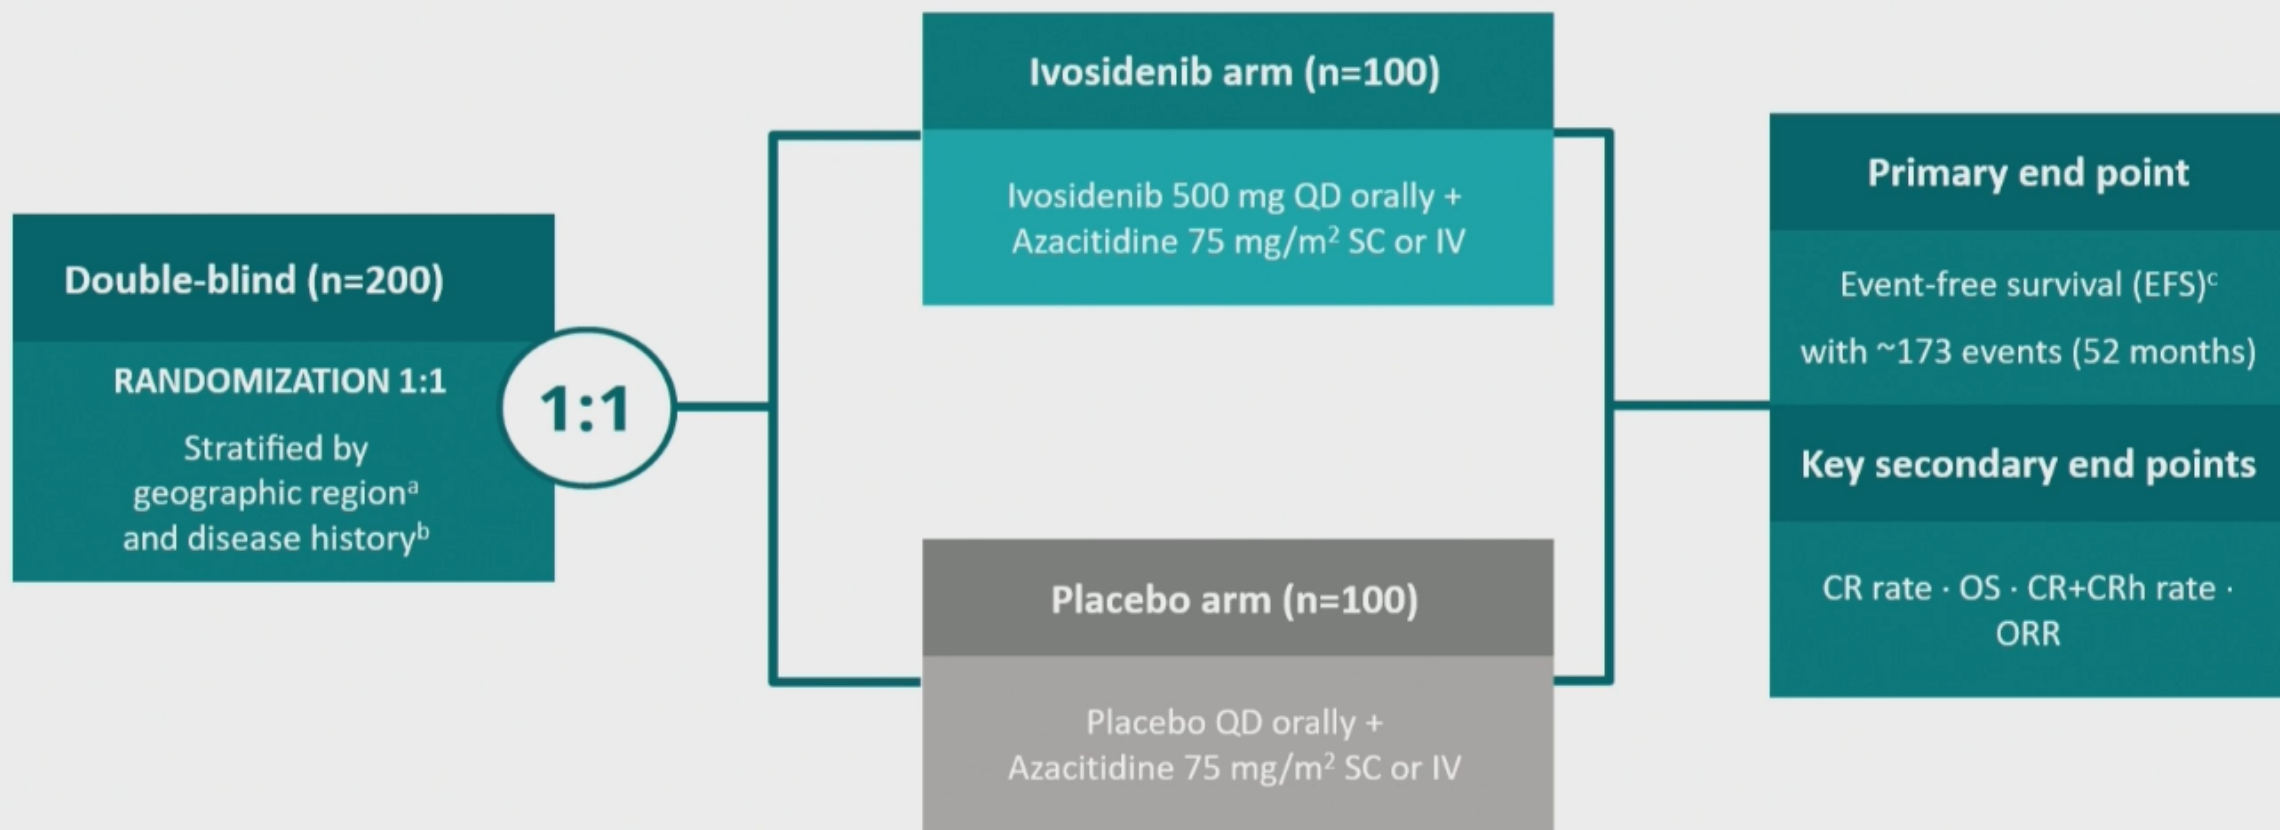 Double-blind (n=200)
RANDOMIZATION 1:1
Stratified by
geographic regionᵃ
and disease historyᵇ
1:1
Ivosidenib arm (n=100)
Ivosidenib 500 mg QD orally +
Azacitidine 75 mg/m² SC or IV
Placebo arm (n=100)
Placebo QD orally +
Azacitidine 75 mg/m² SC or IV
Primary end point
Event-free survival (EFS)ᶜ
with ~173 events (52 months)
Key secondary end points
CR rate · OS · CR+CRh rate ·
ORR